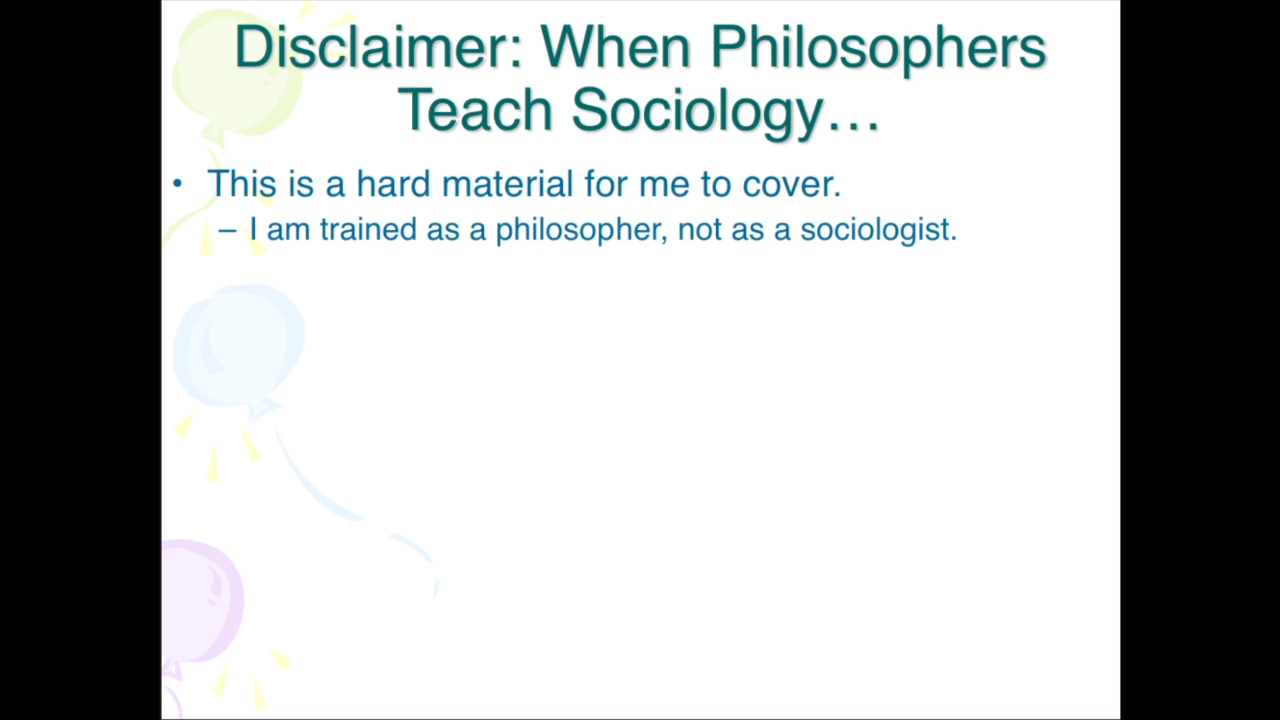 Disclaimer: When Philosophers
Teach Sociology…
• This is a hard material for me to cover.
– I am trained as a philosopher, not as a sociologist.